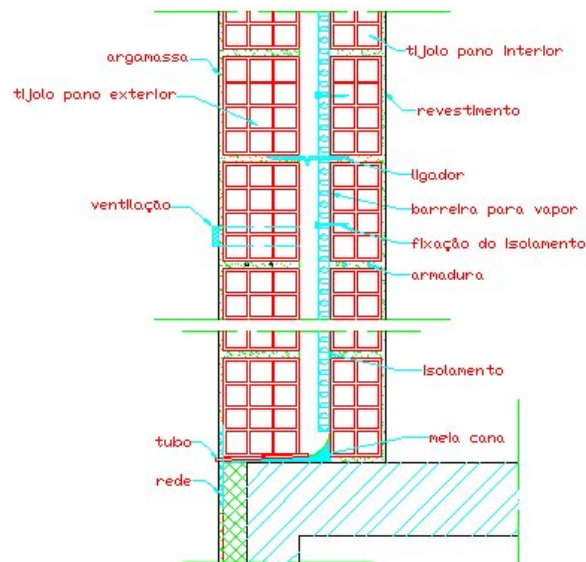 tijolo pano interior
argamassa
tijolo pano exterior
revestimento
ligador
ventilação
barreira para vapor
fixação do isolamento
armadura
isolamento
tubo
meia cana
rede